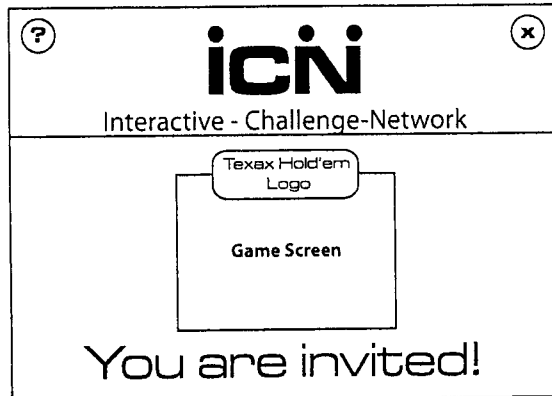 ?
x
iCN
Interactive - Challenge-Network
Texax Hold'em
Logo
Game Screen
You are invited!